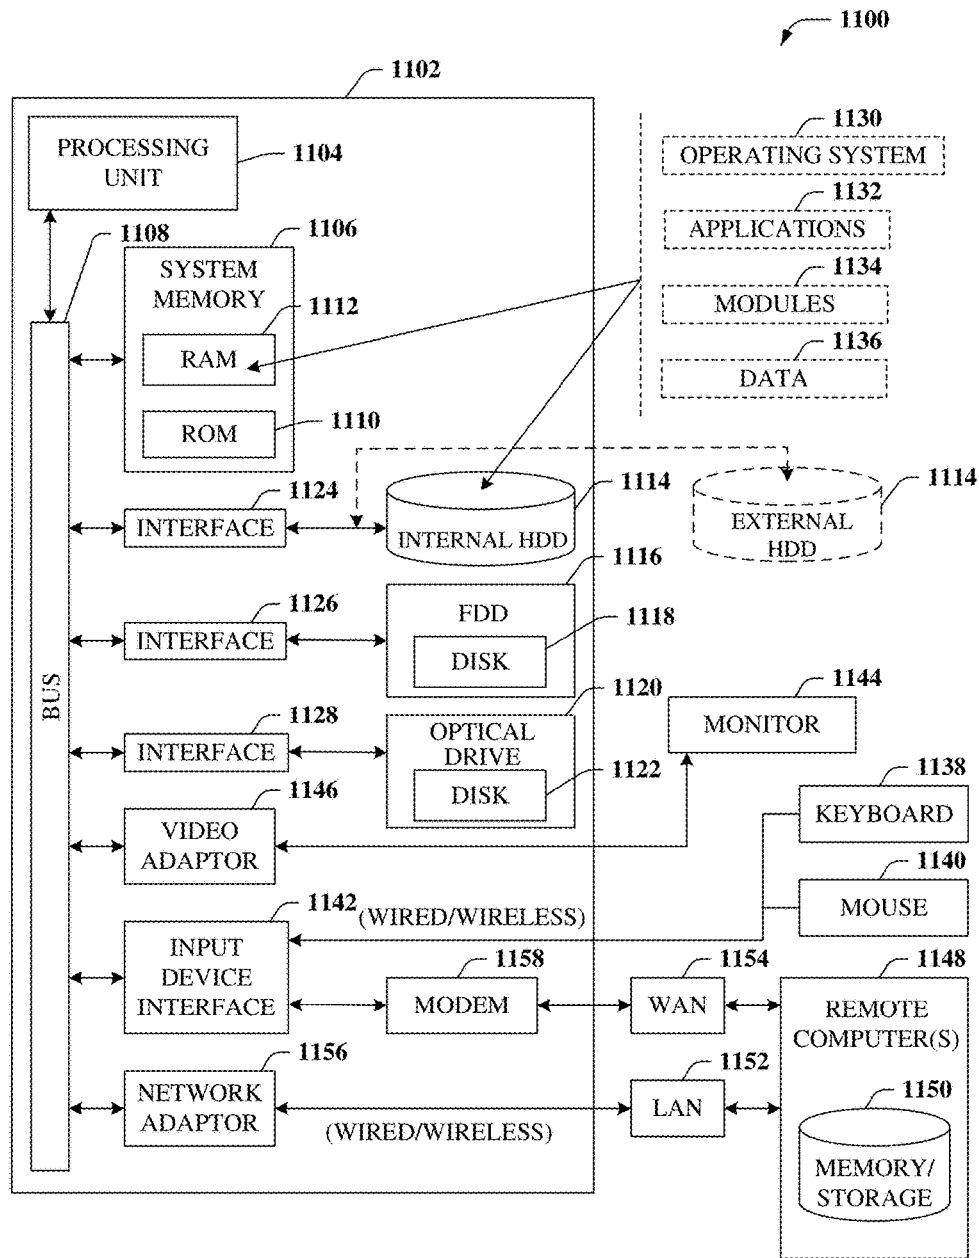 1100
1102
PROCESSING
UNIT
1104
1130
OPERATING SYSTEM
1132
APPLICATIONS
1134
MODULES
1136
DATA
1108
1106
SYSTEM
MEMORY
1112
RAM
ROM
1110
BUS
1124
INTERFACE
1114
INTERNAL HDD
1114
EXTERNAL
HDD
1126
INTERFACE
1116
FDD
1118
DISK
1128
INTERFACE
1120
OPTICAL
DRIVE
1122
DISK
1144
MONITOR
1146
VIDEO
ADAPTOR
1138
KEYBOARD
1140
MOUSE
1142
(WIRED/WIRELESS)
INPUT
DEVICE
INTERFACE
1158
MODEM
1154
WAN
1148
REMOTE
COMPUTER(S)
1156
NETWORK
ADAPTOR
(WIRED/WIRELESS)
1152
LAN
1150
MEMORY/
STORAGE